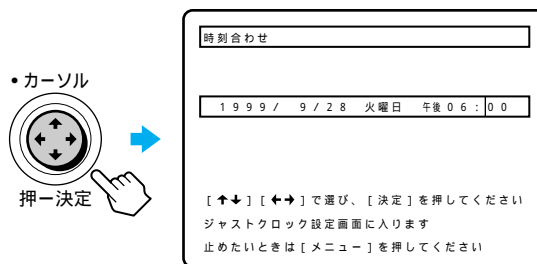 •カーソル
押ー決定
時刻合わせ
1999/ 9/28 火曜日 午後06:00
[↑↓][←→]で選び、[決定]を押してください
ジャストクロック設定画面に入ります
止めたいときは[メニュー]を押してください